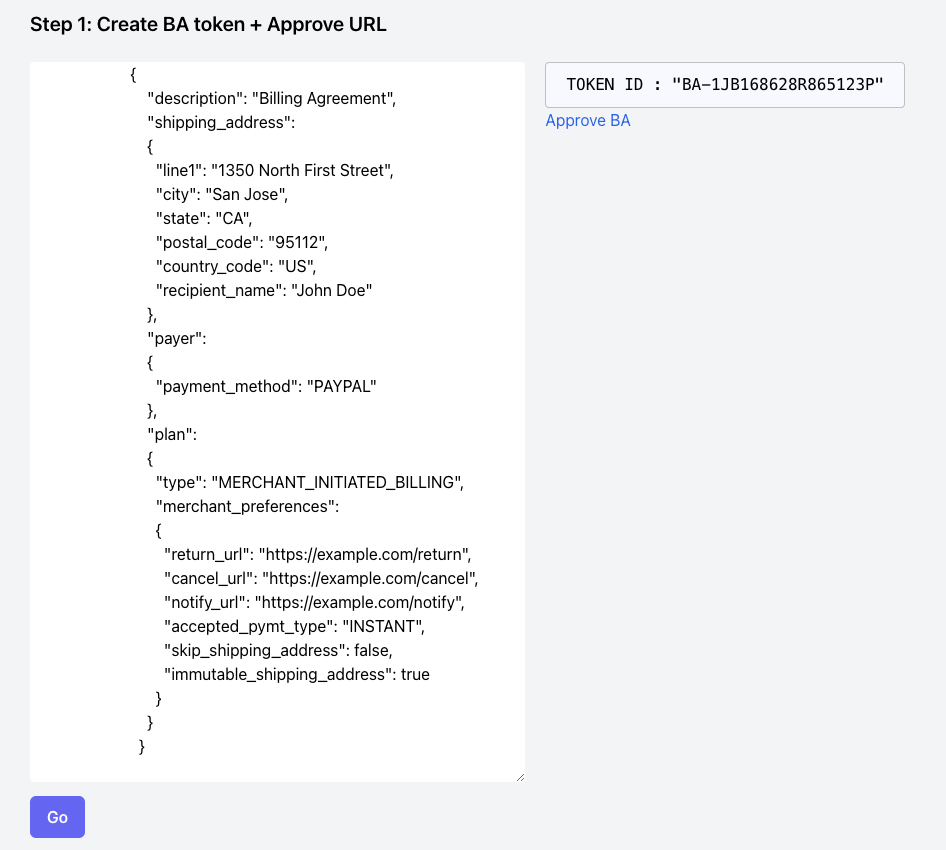 Step 1: Create BA token + Approve URL
{
"description": "Billing Agreement",
"shipping_address":
{
"line1": "1350 North First Street",
"city": "San Jose",
"state": "CA",
"postal_code": "95112",
"country_code": "US",
"recipient_name": "John Doe"
},
"payer":
{
"payment_method": "PAYPAL"
},
"plan":
{
"type": "MERCHANT_INITIATED_BILLING",
"merchant_preferences":
{
"return_url": "https://example.com/return",
"cancel_url": "https://example.com/cancel",
"notify_url": "https://example.com/notify",
"accepted_pymt_type": "INSTANT",
"skip_shipping_address": false,
"immutable_shipping_address": true
}
}
}
Go
TOKEN ID : "BA-1JB168628R865123P"
Approve BA